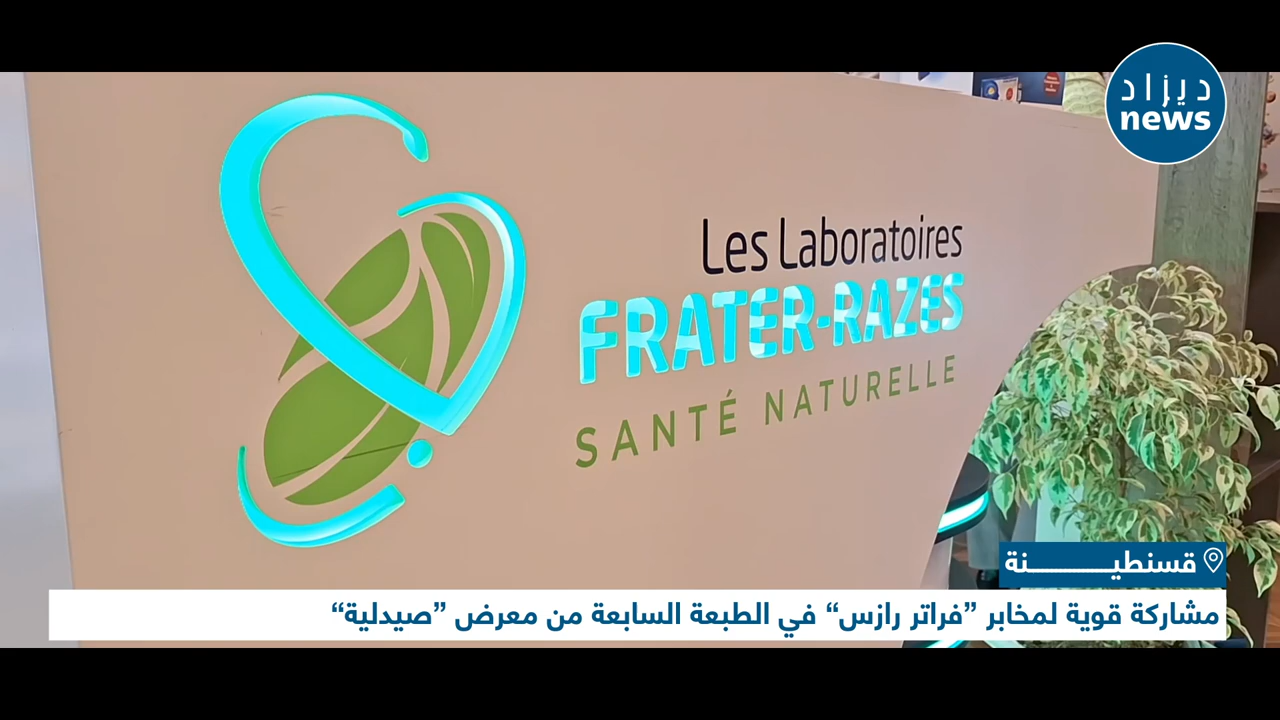 ديزاد
news
Les Laboratoires
FRATER-RAZES
SANTÉ NATURELLE
قسنطيـــــــــــنة
مشاركة قوية لمخابر ”فراتر رازس“ في الطبعة السابعة من معرض ”صيدلية“